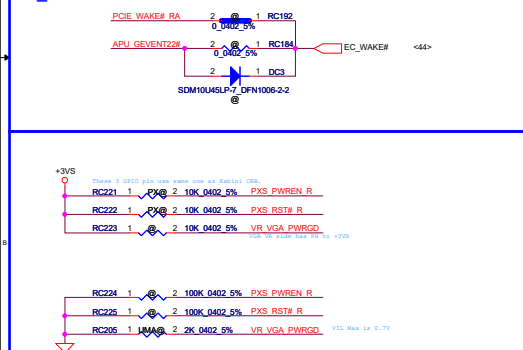 PCIE_WAKE#_RA 2 @ 1 RC192
0_0402_5%
APU_GEVENT22# 2 @ 1 RC184 EC_WAKE# <44>
0_0402_5%
2 1 DC3
SDM10U45LP-7_DFN1006-2-2
@
+3VS
These 3 GPIO pin use same one as Kabini CRB.
RC221 1 PX@ 2 10K_0402_5% PXS_PWREN_R
RC222 1 PX@ 2 10K_0402_5% PXS_RST#_R
RC223 1 @ 2 10K_0402_5% VR_VGA_PWRGD
VGA VR side has PH to +3VS
B
RC224 1 @ 2 100K_0402_5% PXS_PWREN_R
RC225 1 @ 2 100K_0402_5% PXS_RST#_R
RC205 1 UMA@ 2 2K_0402_5% VR_VGA_PWRGD VIL Max is 0.7V